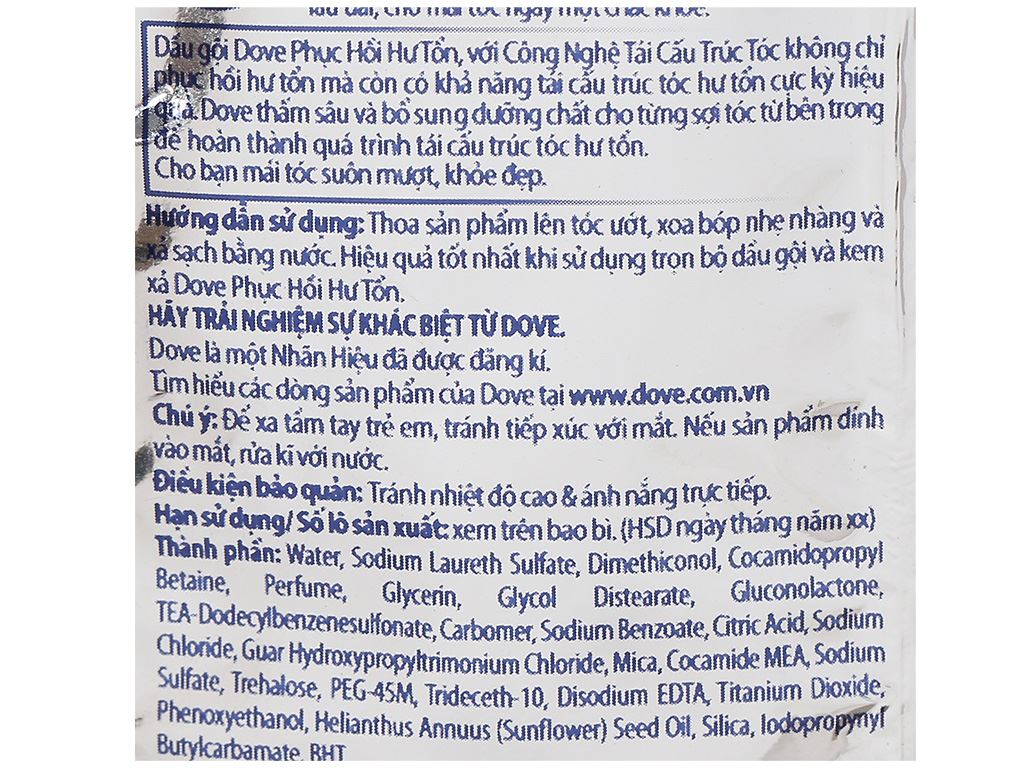 lâu dài, cho mái tóc ngày một chắc khỏe.
Dầu gội Dove Phục Hồi Hư Tổn, với Công Nghệ Tái Cấu Trúc Tóc không chỉ
phục hồi hư tổn mà còn có khả năng tái cấu trúc tóc hư tổn cực kỳ hiệu
quả. Dove thấm sâu và bổ sung dưỡng chất cho từng sợi tóc từ bên trong
để hoàn thành quá trình tái cấu trúc tóc hư tổn.
Cho bạn mái tóc suôn mượt, khỏe đẹp.
Hướng dẫn sử dụng: Thoa sản phẩm lên tóc ướt, xoa bóp nhẹ nhàng và
xả sạch bằng nước. Hiệu quả tốt nhất khi sử dụng trọn bộ dầu gội và kem
xả Dove Phục Hồi Hư Tổn.
HÃY TRẢI NGHIỆM SỰ KHÁC BIỆT TỪ DOVE.
Dove là một Nhãn Hiệu đã được đăng kí.
Tìm hiểu các dòng sản phẩm của Dove tại www.dove.com.vn
Chú ý: Để xa tầm tay trẻ em, tránh tiếp xúc với mắt. Nếu sản phẩm dính
vào mắt, rửa kĩ với nước.
Điều kiện bảo quản: Tránh nhiệt độ cao & ánh nắng trực tiếp.
Hạn sử dụng/ Số lô sản xuất: xem trên bao bì. (HSD ngày tháng năm xx)
Thành phần: Water, Sodium Laureth Sulfate, Dimethiconol, Cocamidopropyl
Betaine, Perfume, Glycerin, Glycol Distearate, Gluconolactone,
TEA-Dodecylbenzenesulfonate, Carbomer, Sodium Benzoate, Citric Acid, Sodium
Chloride, Guar Hydroxypropyltrimonium Chloride, Mica, Cocamide MEA, Sodium
Sulfate, Trehalose, PEG-45M, Trideceth-10, Disodium EDTA, Titanium Dioxide,
Phenoxyethanol, Helianthus Annuus (Sunflower) Seed Oil, Silica, Iodopropynyl
Butylcarbamate, BHT